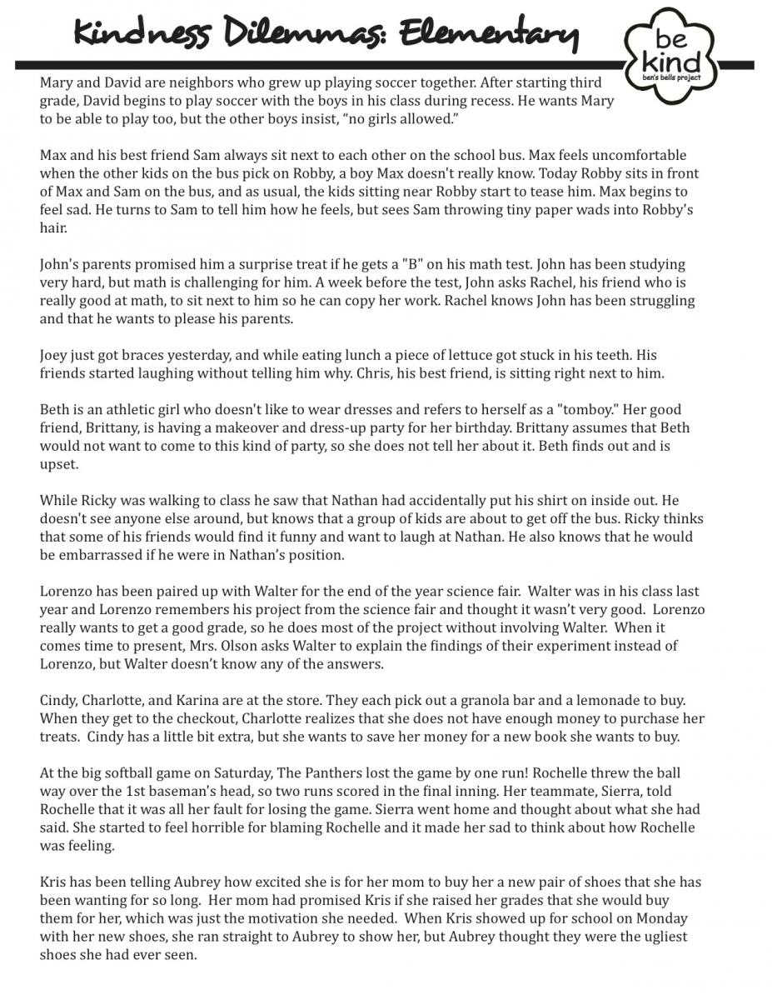 Kindness Dilemmas: Elementary
be
kind
ben's bells project
Mary and David are neighbors who grew up playing soccer together. After starting third
grade, David begins to play soccer with the boys in his class during recess. He wants Mary
to be able to play too, but the other boys insist, “no girls allowed.”
Max and his best friend Sam always sit next to each other on the school bus. Max feels uncomfortable
when the other kids on the bus pick on Robby, a boy Max doesn't really know. Today Robby sits in front
of Max and Sam on the bus, and as usual, the kids sitting near Robby start to tease him. Max begins to
feel sad. He turns to Sam to tell him how he feels, but sees Sam throwing tiny paper wads into Robby's
hair.
John's parents promised him a surprise treat if he gets a "B" on his math test. John has been studying
very hard, but math is challenging for him. A week before the test, John asks Rachel, his friend who is
really good at math, to sit next to him so he can copy her work. Rachel knows John has been struggling
and that he wants to please his parents.
Joey just got braces yesterday, and while eating lunch a piece of lettuce got stuck in his teeth. His
friends started laughing without telling him why. Chris, his best friend, is sitting right next to him.
Beth is an athletic girl who doesn't like to wear dresses and refers to herself as a "tomboy." Her good
friend, Brittany, is having a makeover and dress-up party for her birthday. Brittany assumes that Beth
would not want to come to this kind of party, so she does not tell her about it. Beth finds out and is
upset.
While Ricky was walking to class he saw that Nathan had accidentally put his shirt on inside out. He
doesn't see anyone else around, but knows that a group of kids are about to get off the bus. Ricky thinks
that some of his friends would find it funny and want to laugh at Nathan. He also knows that he would
be embarrassed if he were in Nathan’s position.
Lorenzo has been paired up with Walter for the end of the year science fair.  Walter was in his class last
year and Lorenzo remembers his project from the science fair and thought it wasn’t very good.  Lorenzo
really wants to get a good grade, so he does most of the project without involving Walter.  When it
comes time to present, Mrs. Olson asks Walter to explain the findings of their experiment instead of
Lorenzo, but Walter doesn’t know any of the answers.
Cindy, Charlotte, and Karina are at the store. They each pick out a granola bar and a lemonade to buy.
When they get to the checkout, Charlotte realizes that she does not have enough money to purchase her
treats.  Cindy has a little bit extra, but she wants to save her money for a new book she wants to buy.
At the big softball game on Saturday, The Panthers lost the game by one run! Rochelle threw the ball
way over the 1st baseman's head, so two runs scored in the final inning. Her teammate, Sierra, told
Rochelle that it was all her fault for losing the game. Sierra went home and thought about what she had
said. She started to feel horrible for blaming Rochelle and it made her sad to think about how Rochelle
was feeling.
Kris has been telling Aubrey how excited she is for her mom to buy her a new pair of shoes that she has
been wanting for so long.  Her mom had promised Kris if she raised her grades that she would buy
them for her, which was just the motivation she needed.  When Kris showed up for school on Monday
with her new shoes, she ran straight to Aubrey to show her, but Aubrey thought they were the ugliest
shoes she had ever seen.